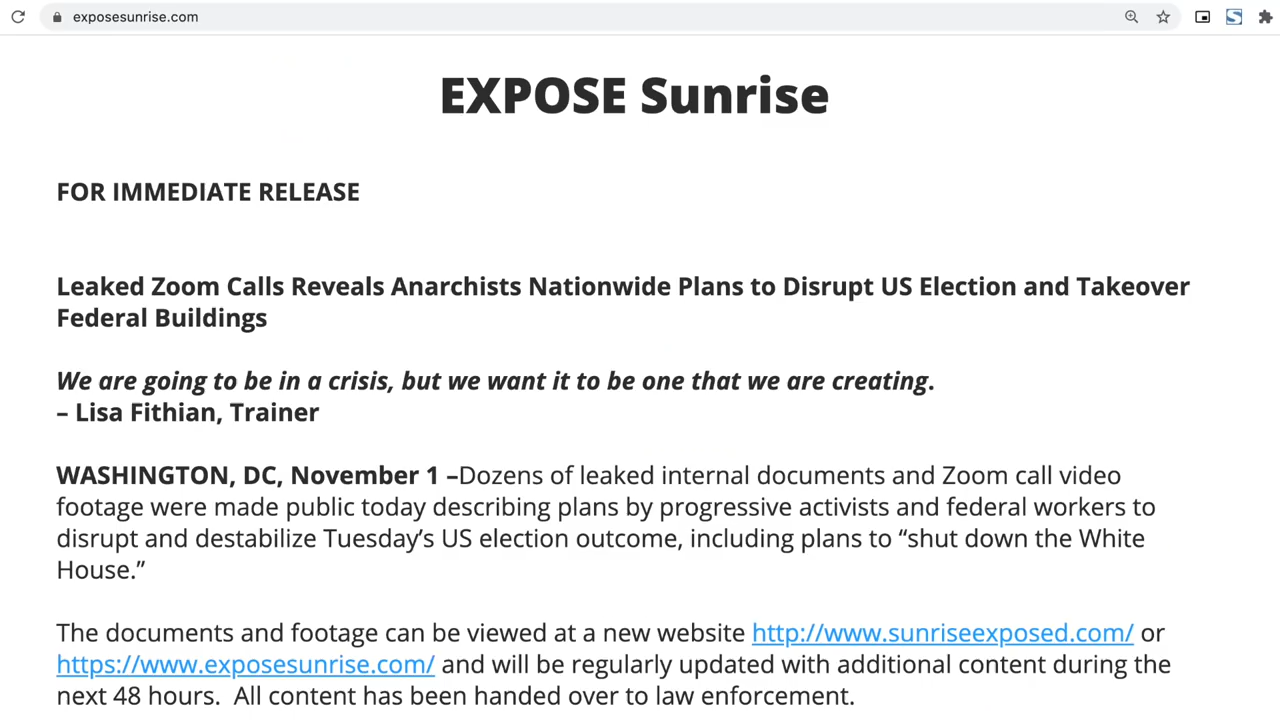 exposesunrise.com
EXPOSE Sunrise
FOR IMMEDIATE RELEASE
Leaked Zoom Calls Reveals Anarchists Nationwide Plans to Disrupt US Election and Takeover
Federal Buildings
We are going to be in a crisis, but we want it to be one that we are creating.
– Lisa Fithian, Trainer
WASHINGTON, DC, November 1 –Dozens of leaked internal documents and Zoom call video
footage were made public today describing plans by progressive activists and federal workers to
disrupt and destabilize Tuesday’s US election outcome, including plans to “shut down the White
House.”
The documents and footage can be viewed at a new website http://www.sunriseexposed.com/ or
https://www.exposesunrise.com/ and will be regularly updated with additional content during the
next 48 hours.  All content has been handed over to law enforcement.